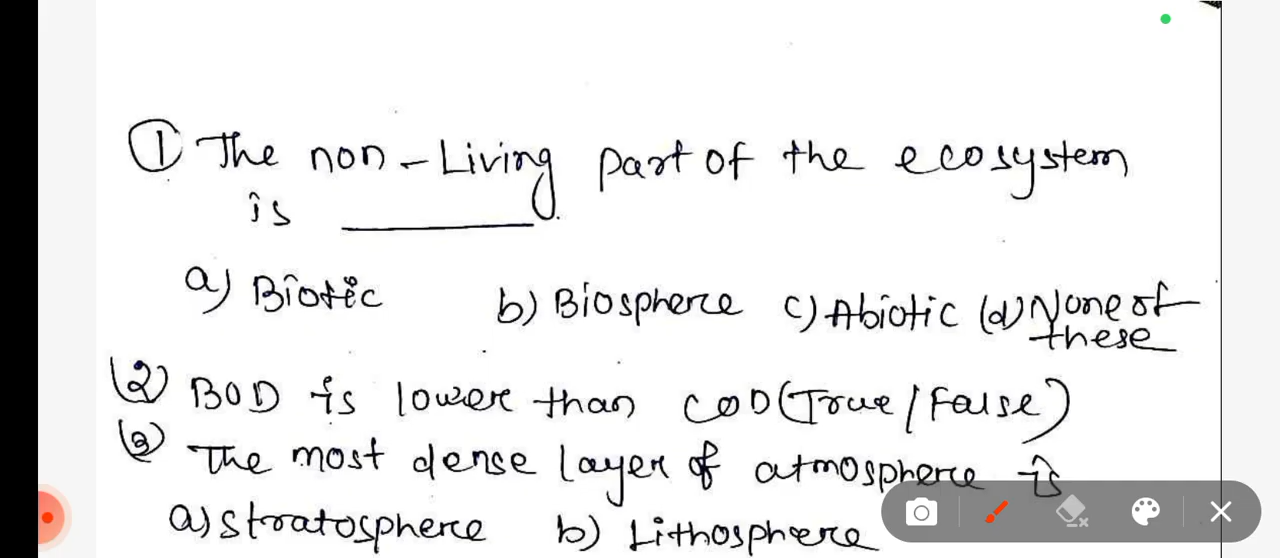 ① The non-Living part of the ecosystem
is ________.
a) Biotic b) Biosphere c) Abiotic (d) None of
these
(2) BOD is lower than COD (True/False)
(3) The most dense layer of atmosphere is
a) Stratosphere b) Lithosphere